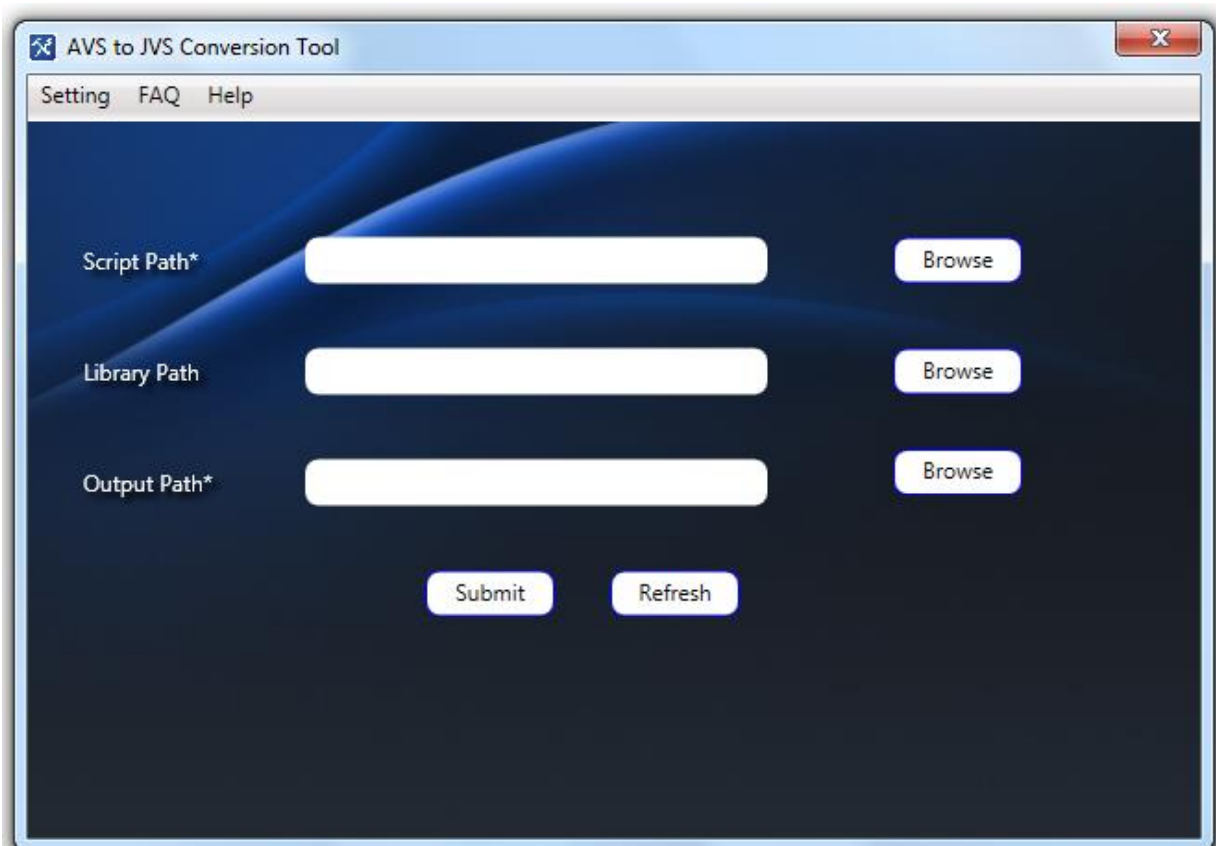 AVS to JVS Conversion Tool
Setting FAQ Help
Script Path* Browse
Library Path Browse
Output Path* Browse
Submit Refresh